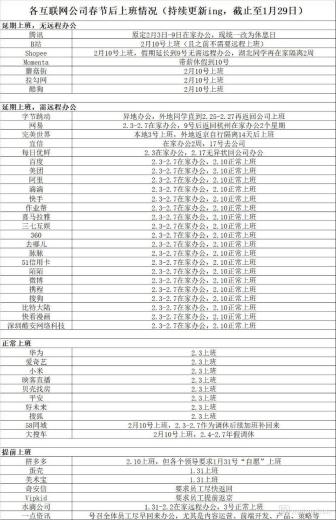 各互联网公司春节后上班情况（持续更新ing，截止至1月29日）
延期上班，无远程办公
腾讯 原定2月3日-9日在家办公，现统一改为休息日
B站 2月10号上班（且之前不需要远程上班）
Shopee 2月10号上班，假期延长到9号无需远程办公，湖北同学再在家隔离2周
Momenta 带薪休假到10号
蘑菇街 2月10号上班
拉勾网 2月10号上班
酷狗 2月10号上班
延期上班，需远程办公
字节跳动 异地办公，外地同学直到2.25-2.27再返回公司上班
网易 2.3-2.7在家办公，9号后返回杭州在家办公2个星期
完美世界 本地3号上班，外地返京自行隔离14天后上班
宜信 在家办公2周，17号去公司
每日优鲜 2.3在家办公，2.17无异状回公司办公
百度 2.3-2.7在家办公，2.10正常上班
美团 2.3-2.7在家办公，2.10正常上班
阿里 2.3-2.7在家办公，2.10正常上班
滴滴 2.3-2.7在家办公，2.10正常上班
快手 2.3-2.7在家办公，2.10正常上班
作业帮 2.3-2.7在家办公，2.10正常上班
喜马拉雅 2.3-2.7在家办公，2.10正常上班
三七互娱 2.3-2.7在家办公，2.10正常上班
360 2.3-2.7在家办公，2.10正常上班
去哪儿 2.3-2.7在家办公，2.10正常上班
脉脉 2.3-2.7在家办公，2.10正常上班
51信用卡 2.3-2.7在家办公，2.10正常上班
陌陌 2.3-2.7在家办公，2.10正常上班
微博 2.3-2.7在家办公，2.10正常上班
携程 2.3-2.7在家办公，2.10正常上班
搜狗 2.3-2.7在家办公，2.10正常上班
比特大陆 2.3-2.7在家办公，2.10正常上班
快看漫画 2.3-2.7在家办公，2.10正常上班
深圳酷安网络科技 2.3-2.7在家办公，2.10正常上班
正常上班
华为 2.3上班
爱奇艺 2.3上班
小米 2.3上班
映客直播 2.3上班
贝壳找房 2.3上班
平安 2.3上班
好未来 2.3上班
搜狐 2.3上班
58同城 2月10号上班，2.3-2.7作为调休后续加班补回来
大搜车 2月10号上班，2.4-2.7年假调休
提前上班
拼多多 2.10上班，但各个领导要求1月31号“自愿”上班
蛋壳 1.31上班
美术宝 1.31上班
奇安信 要求员工尽快返回
Vipkid 要求员工提前返京
水滴公司 1.31-2.2在家远程办公，3号正常上班
一点资讯 号召全体员工尽早回来办公，尤其是内容运营、前端开发、产品、策略等